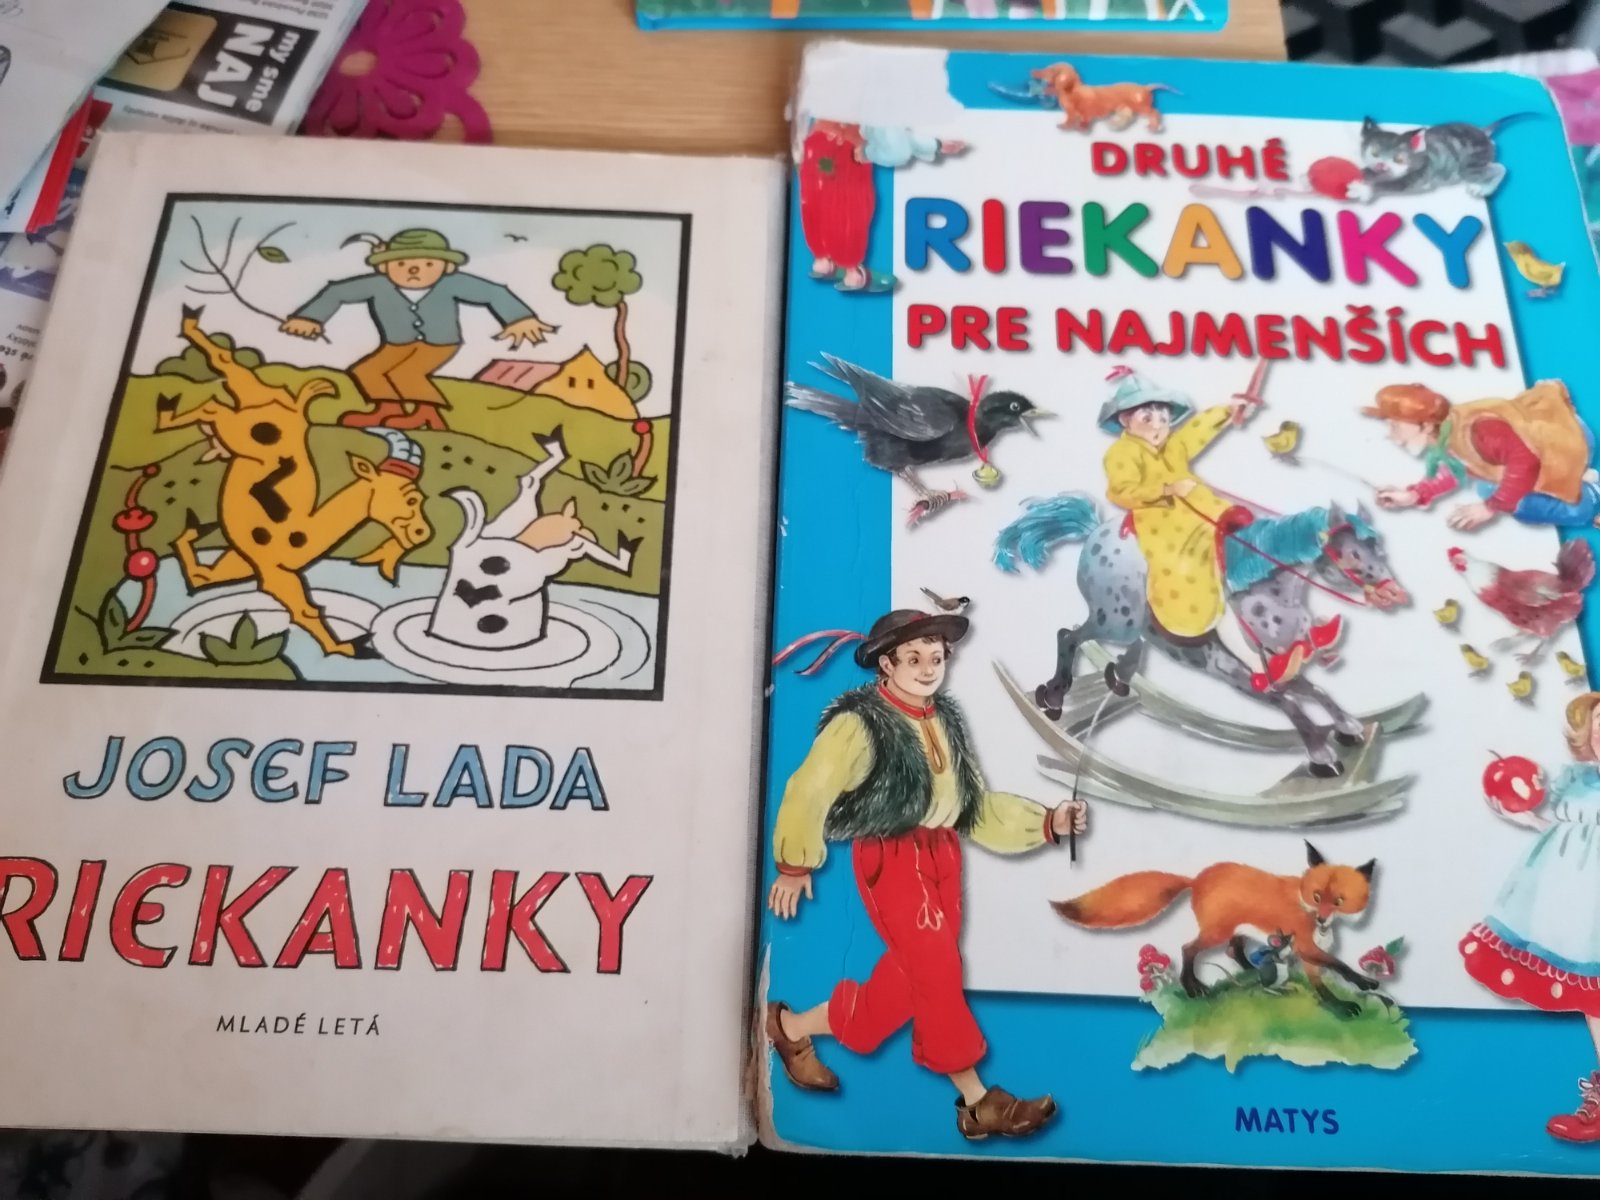 my sme
NAJ
JOSEF LADA
RIEKANKY
MLADÉ LETÁ
DRUHÉ
RIEKANKY
PRE NAJMENŠÍCH
MATYS